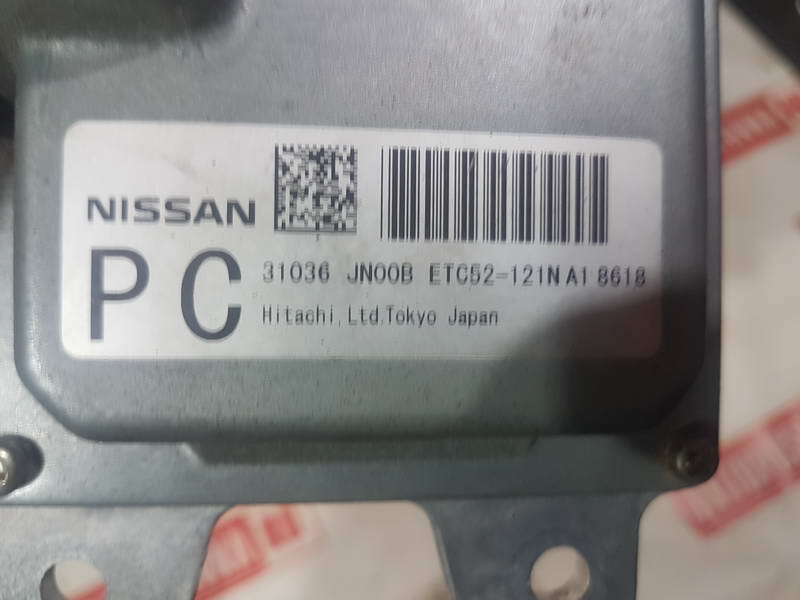 NISSAN
PC
31036 JN00B ETC52-121N A1 8618
Hitachi,Ltd.Tokyo Japan